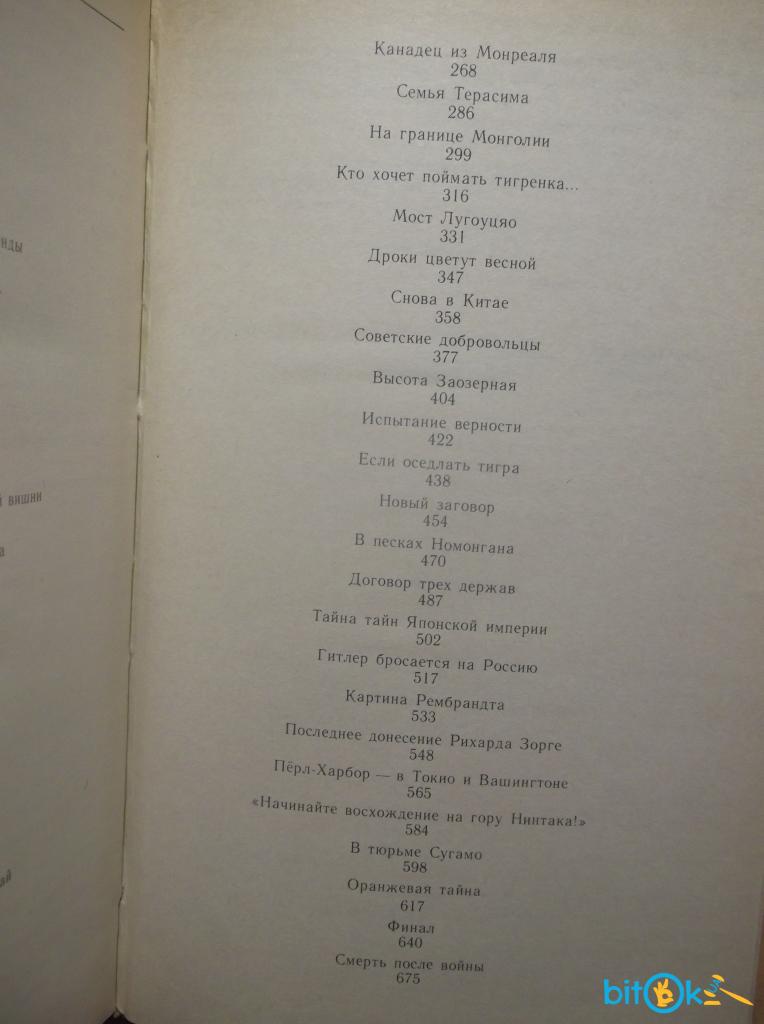 нды
й вишни
а
ай
Канадец из Монреаля
268
Семья Терасима
286
На границе Монголии
299
Кто хочет поймать тигренка...
316
Мост Лугоуцяо
331
Дроки цветут весной
347
Снова в Китае
358
Советские добровольцы
377
Высота Заозерная
404
Испытание верности
422
Если оседлать тигра
438
Новый заговор
454
В песках Номонгана
470
Договор трех держав
487
Тайна тайн Японской империи
502
Гитлер бросается на Россию
517
Картина Рембрандта
533
Последнее донесение Рихарда Зорге
548
Пёрл-Харбор — в Токио и Вашингтоне
565
«Начинайте восхождение на гору Ниитака!»
584
В тюрьме Сугамо
598
Оранжевая тайна
617
Финал
640
Смерть после войны
675
bitok